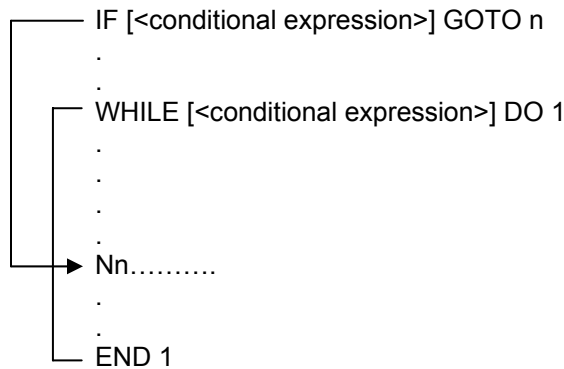 IF [<conditional expression>] GOTO n
.
.
WHILE [<conditional expression>] DO 1
.
.
.
.
Nn……….
.
.
END 1